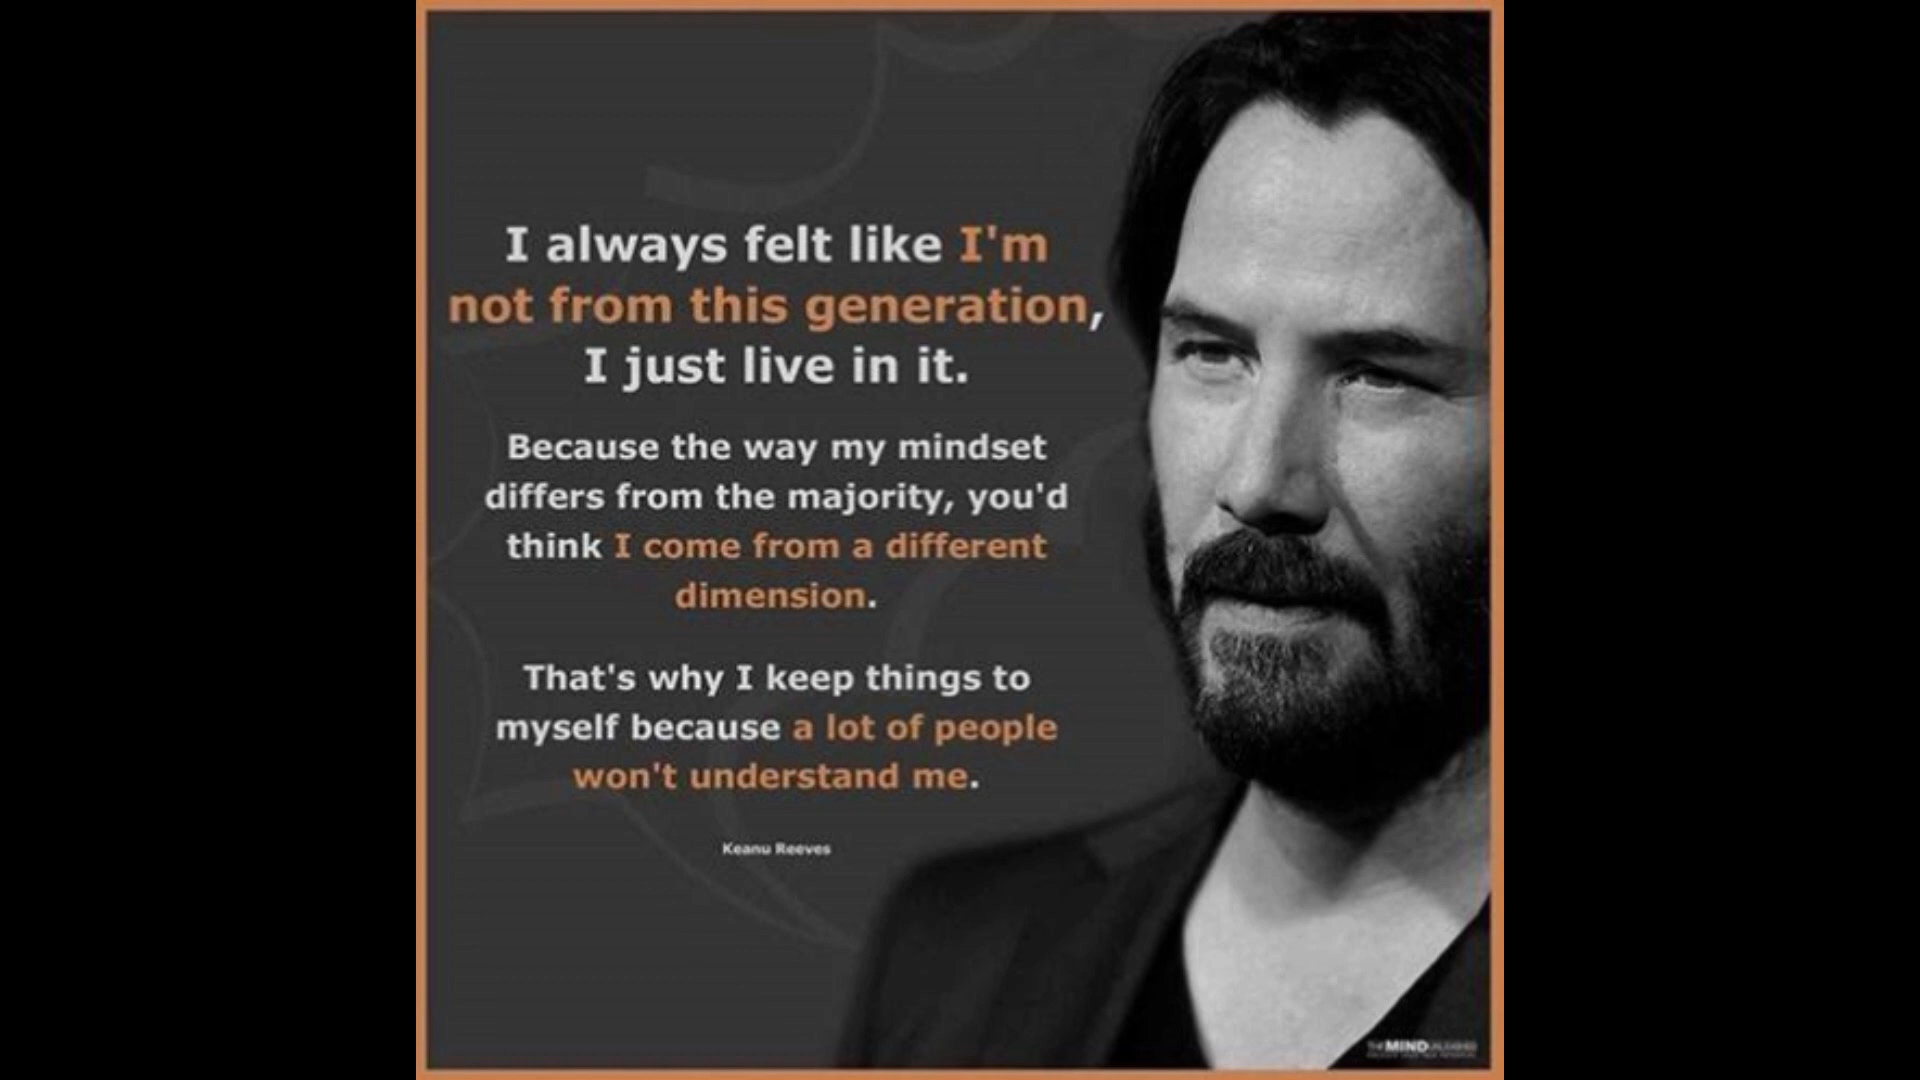 I always felt like I'm
not from this generation,
I just live in it.
Because the way my mindset
differs from the majority, you'd
think I come from a different
dimension.
That's why I keep things to
myself because a lot of people
won't understand me.
Keanu Reeves
THE MIND